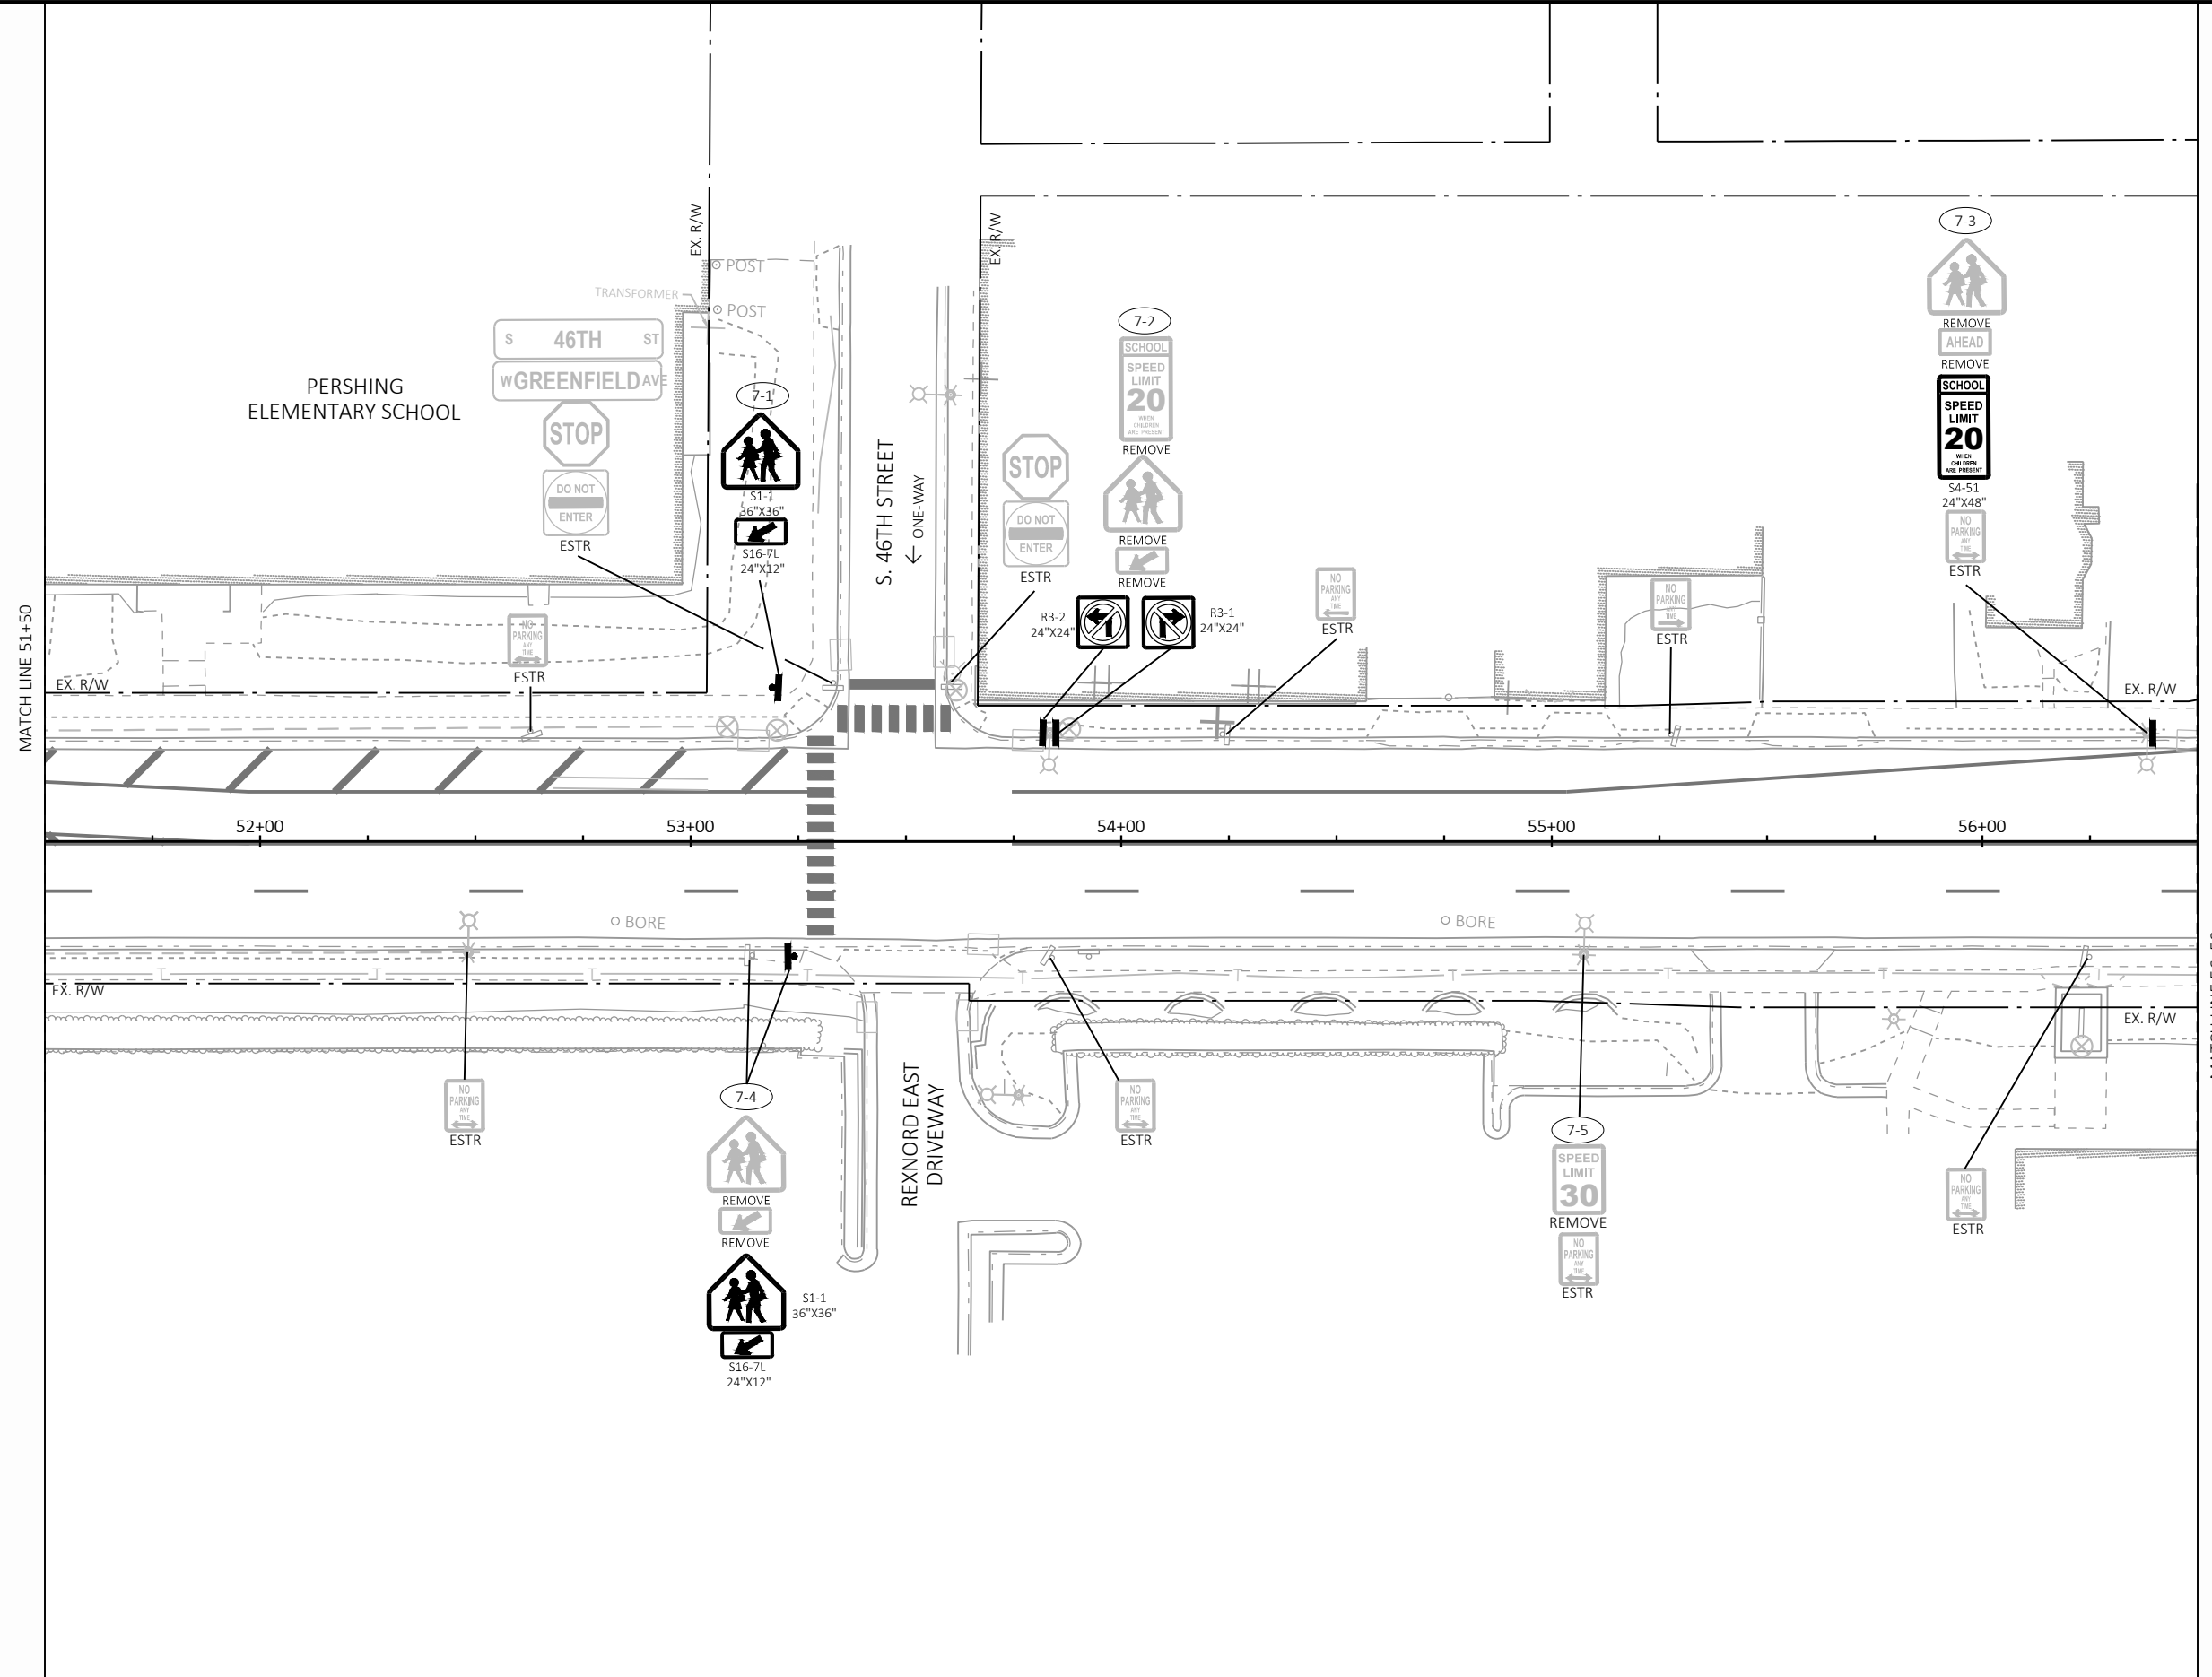 EX. R/W
EX. R/W
POST
TRANSFORMER
POST
S 46TH ST
W GREENFIELD AVE
STOP
DO NOT
ENTER
ESTR
PERSHING
ELEMENTARY SCHOOL
7-1
S1-1
36"X36"
S16-7L
24"X12"
S. 46TH STREET
← ONE-WAY
STOP
DO NOT
ENTER
ESTR
7-2
SCHOOL
SPEED
LIMIT
20
WHEN
CHILDREN
ARE PRESENT
REMOVE
REMOVE
REMOVE
R3-2
24"X24"
R3-1
24"X24"
NO
PARKING
ANY
TIME
ESTR
NO
PARKING
ANY
TIME
ESTR
7-3
REMOVE
AHEAD
REMOVE
SCHOOL
SPEED
LIMIT
20
WHEN
CHILDREN
ARE PRESENT
S4-51
24"X48"
NO
PARKING
ANY
TIME
ESTR
NO
PARKING
ANY
TIME
ESTR
MATCH LINE 51+50
EX. R/W
EX. R/W
52+00
53+00
54+00
55+00
56+00
BORE
BORE
EX. R/W
EX. R/W
NO
PARKING
ANY
TIME
ESTR
7-4
REMOVE
REMOVE
S1-1
36"X36"
S16-7L
24"X12"
REXNORD EAST
DRIVEWAY
NO
PARKING
ANY
TIME
ESTR
7-5
SPEED
LIMIT
30
REMOVE
NO
PARKING
ANY
TIME
ESTR
NO
PARKING
ANY
TIME
ESTR